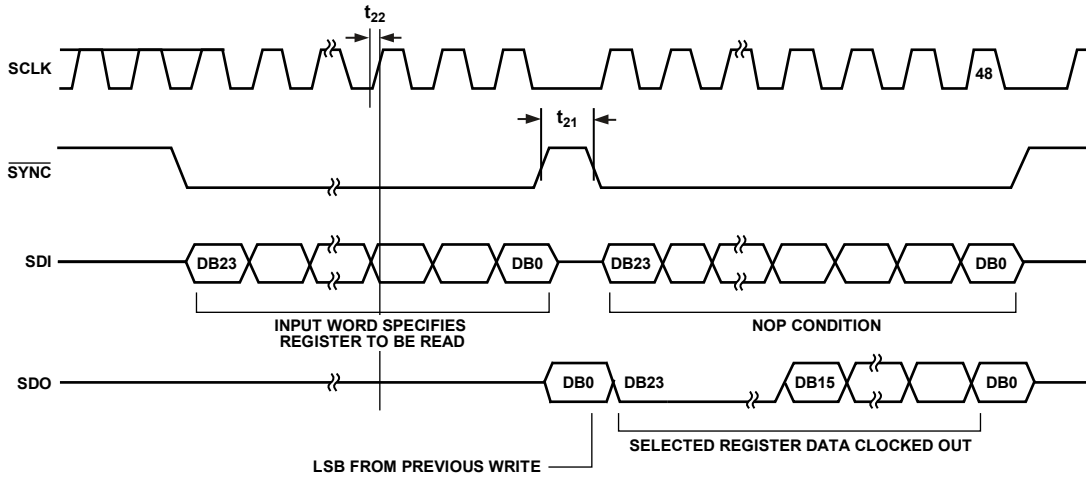 t22
SCLK
48
t21
SYNC
SDI
DB23
DB0
DB23
DB0
INPUT WORD SPECIFIES
REGISTER TO BE READ
NOP CONDITION
SDO
DB0
DB23
DB15
DB0
SELECTED REGISTER DATA CLOCKED OUT
LSB FROM PREVIOUS WRITE